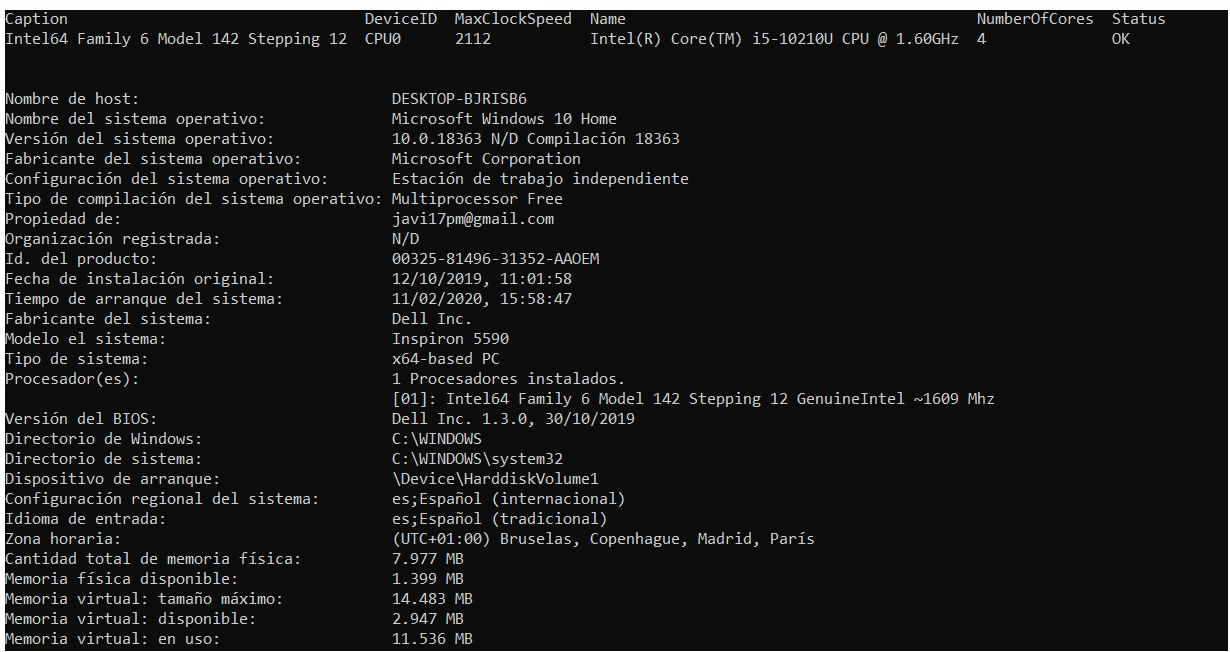 Caption DeviceID MaxClockSpeed Name NumberOfCores Status
Intel64 Family 6 Model 142 Stepping 12 CPU0 2112 Intel(R) Core(TM) i5-10210U CPU @ 1.60GHz 4 OK
Nombre de host: DESKTOP-BJRISB6
Nombre del sistema operativo: Microsoft Windows 10 Home
Versión del sistema operativo: 10.0.18363 N/D Compilación 18363
Fabricante del sistema operativo: Microsoft Corporation
Configuración del sistema operativo: Estación de trabajo independiente
Tipo de compilación del sistema operativo: Multiprocessor Free
Propiedad de: javi17pm@gmail.com
Organización registrada: N/D
Id. del producto: 00325-81496-31352-AAOEM
Fecha de instalación original: 12/10/2019, 11:01:58
Tiempo de arranque del sistema: 11/02/2020, 15:58:47
Fabricante del sistema: Dell Inc.
Modelo el sistema: Inspiron 5590
Tipo de sistema: x64-based PC
Procesador(es): 1 Procesadores instalados.
[01]: Intel64 Family 6 Model 142 Stepping 12 GenuineIntel ~1609 Mhz
Versión del BIOS: Dell Inc. 1.3.0, 30/10/2019
Directorio de Windows: C:\WINDOWS
Directorio de sistema: C:\WINDOWS\system32
Dispositivo de arranque: \Device\HarddiskVolume1
Configuración regional del sistema: es;Español (internacional)
Idioma de entrada: es;Español (tradicional)
Zona horaria: (UTC+01:00) Bruselas, Copenhague, Madrid, París
Cantidad total de memoria física: 7.977 MB
Memoria física disponible: 1.399 MB
Memoria virtual: tamaño máximo: 14.483 MB
Memoria virtual: disponible: 2.947 MB
Memoria virtual: en uso: 11.536 MB